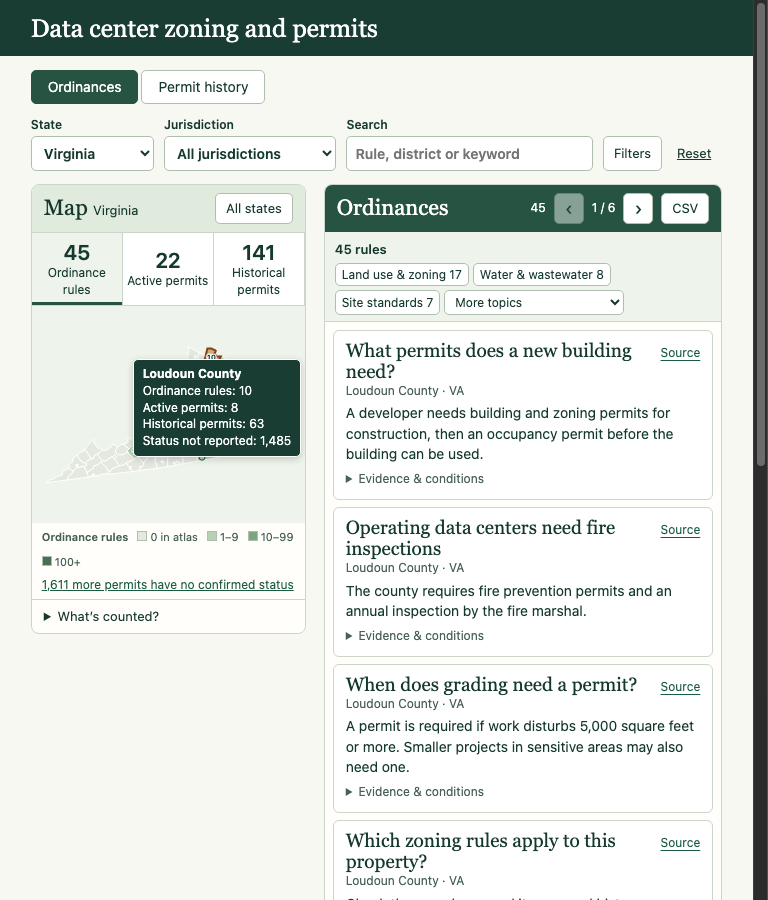 Data center zoning and permits
Ordinances
Permit history
State
Jurisdiction
Search
Virginia
All jurisdictions
Rule, district or keyword
Filters
Reset
Map Virginia
All states
45
Ordinance
rules
22
Active permits
141
Historical
permits
10
Loudoun County
Ordinance rules: 10
Active permits: 8
Historical permits: 63
Status not reported: 1,485
Ordinance rules
0 in atlas
1–9
10–99
100+
1,611 more permits have no confirmed status
What's counted?
Ordinances
45
‹
1 / 6
›
CSV
45 rules
Land use & zoning 17
Water & wastewater 8
Site standards 7
More topics
What permits does a new building
need?
Source
Loudoun County · VA
A developer needs building and zoning permits for
construction, then an occupancy permit before the
building can be used.
Evidence & conditions
Operating data centers need fire
inspections
Source
Loudoun County · VA
The county requires fire prevention permits and an
annual inspection by the fire marshal.
Evidence & conditions
When does grading need a permit?
Source
Loudoun County · VA
A permit is required if work disturbs 5,000 square feet
or more. Smaller projects in sensitive areas may also
need one.
Evidence & conditions
Which zoning rules apply to this
property?
Source
Loudoun County · VA